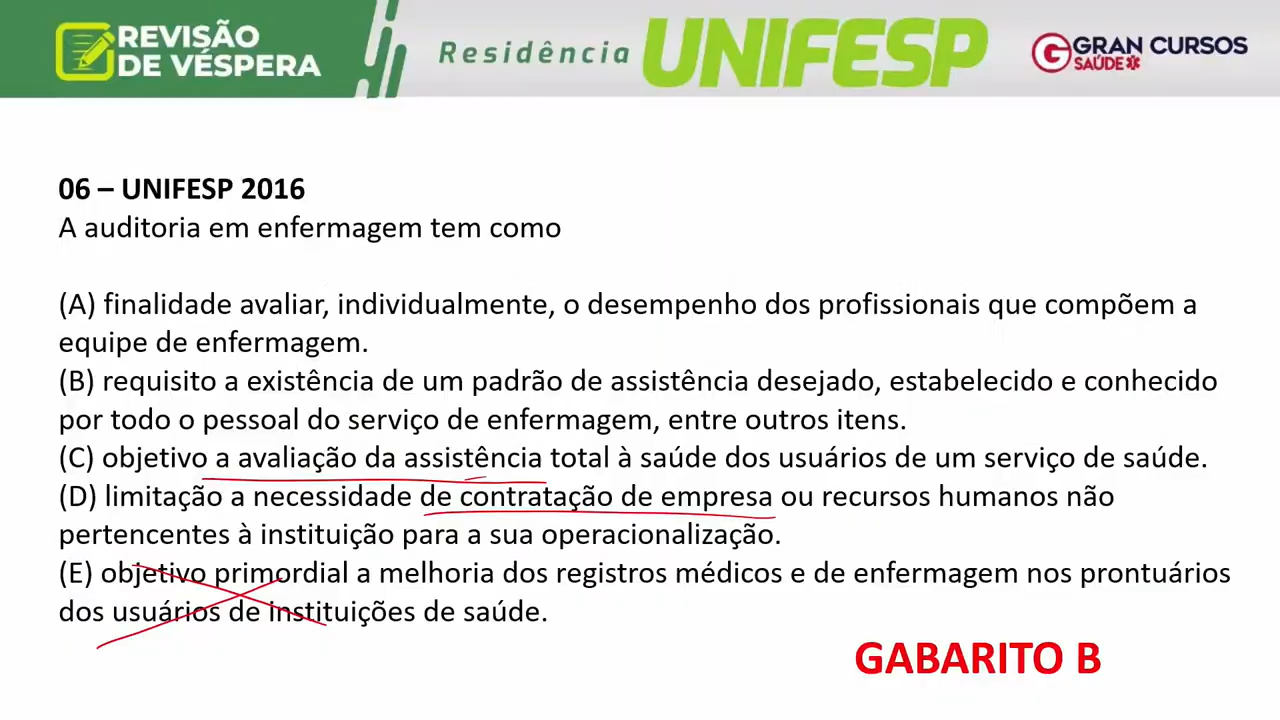 REVISÃO
DE VÉSPERA
Residência UNIFESP
GRAN CURSOS
SAÚDE
06 – UNIFESP 2016
A auditoria em enfermagem tem como
(A) finalidade avaliar, individualmente, o desempenho dos profissionais que compõem a
equipe de enfermagem.
(B) requisito a existência de um padrão de assistência desejado, estabelecido e conhecido
por todo o pessoal do serviço de enfermagem, entre outros itens.
(C) objetivo a avaliação da assistência total à saúde dos usuários de um serviço de saúde.
(D) limitação a necessidade de contratação de empresa ou recursos humanos não
pertencentes à instituição para a sua operacionalização.
(E) objetivo primordial a melhoria dos registros médicos e de enfermagem nos prontuários
dos usuários de instituições de saúde.
GABARITO B